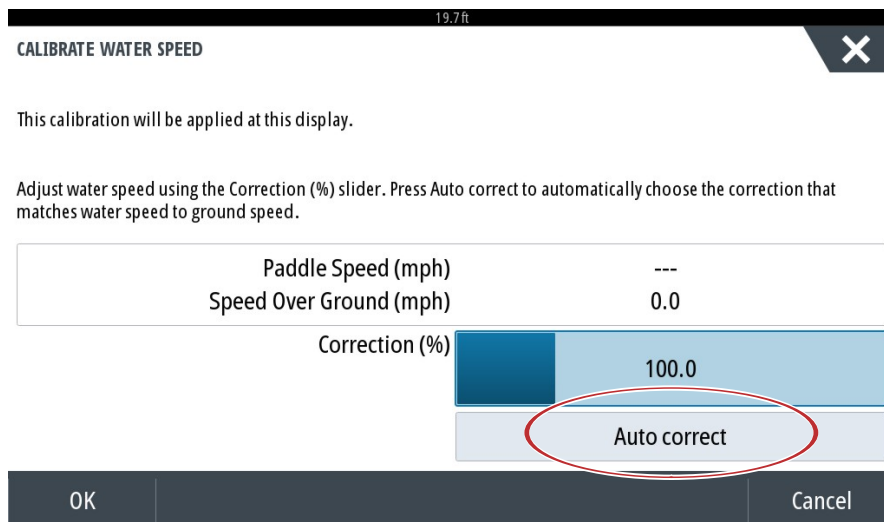 19.7 ft
CALIBRATE WATER SPEED
This calibration will be applied at this display.
Adjust water speed using the Correction (%) slider. Press Auto correct to automatically choose the correction that
matches water speed to ground speed.
Paddle Speed (mph) ---
Speed Over Ground (mph) 0.0
Correction (%) 100.0
Auto correct
OK Cancel